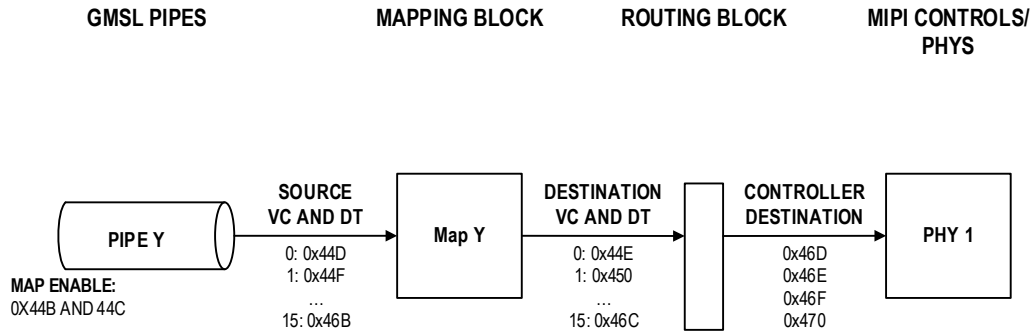 GMSL PIPES
MAPPING BLOCK
ROUTING BLOCK
MIPI CONTROLS/
PHYS
PIPE Y
MAP ENABLE:
0X44B AND 44C
SOURCE
VC AND DT
0: 0x44D
1: 0x44F
...
15: 0x46B
Map Y
DESTINATION
VC AND DT
0: 0x44E
1: 0x450
...
15: 0x46C
CONTROLLER
DESTINATION
0x46D
0x46E
0x46F
0x470
PHY 1